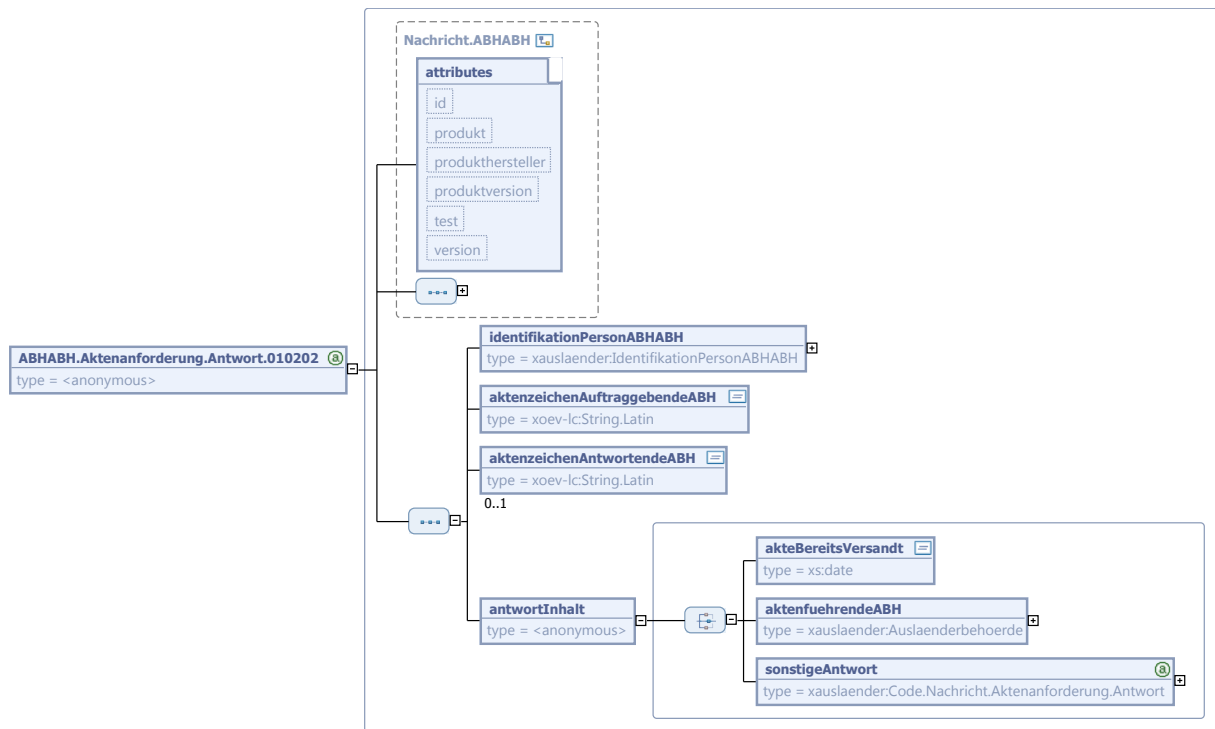 Nachricht.ABHABH
attributes
id
produkt
produkthersteller
produktversion
test
version
ABHABH.Aktenanforderung.Antwort.010202 a
type = <anonymous>
identifikationPersonABHABH
type = xauslaender:IdentifikationPersonABHABH
aktenzeichenAuftraggebendeABH
type = xoev-lc:String.Latin
aktenzeichenAntwortendeABH
type = xoev-lc:String.Latin
0..1
antwortInhalt
type = <anonymous>
akteBereitsVersandt
type = xs:date
aktenfuehrendeABH
type = xauslaender:Auslaenderbehoerde
sonstigeAntwort a
type = xauslaender:Code.Nachricht.Aktenanforderung.Antwort